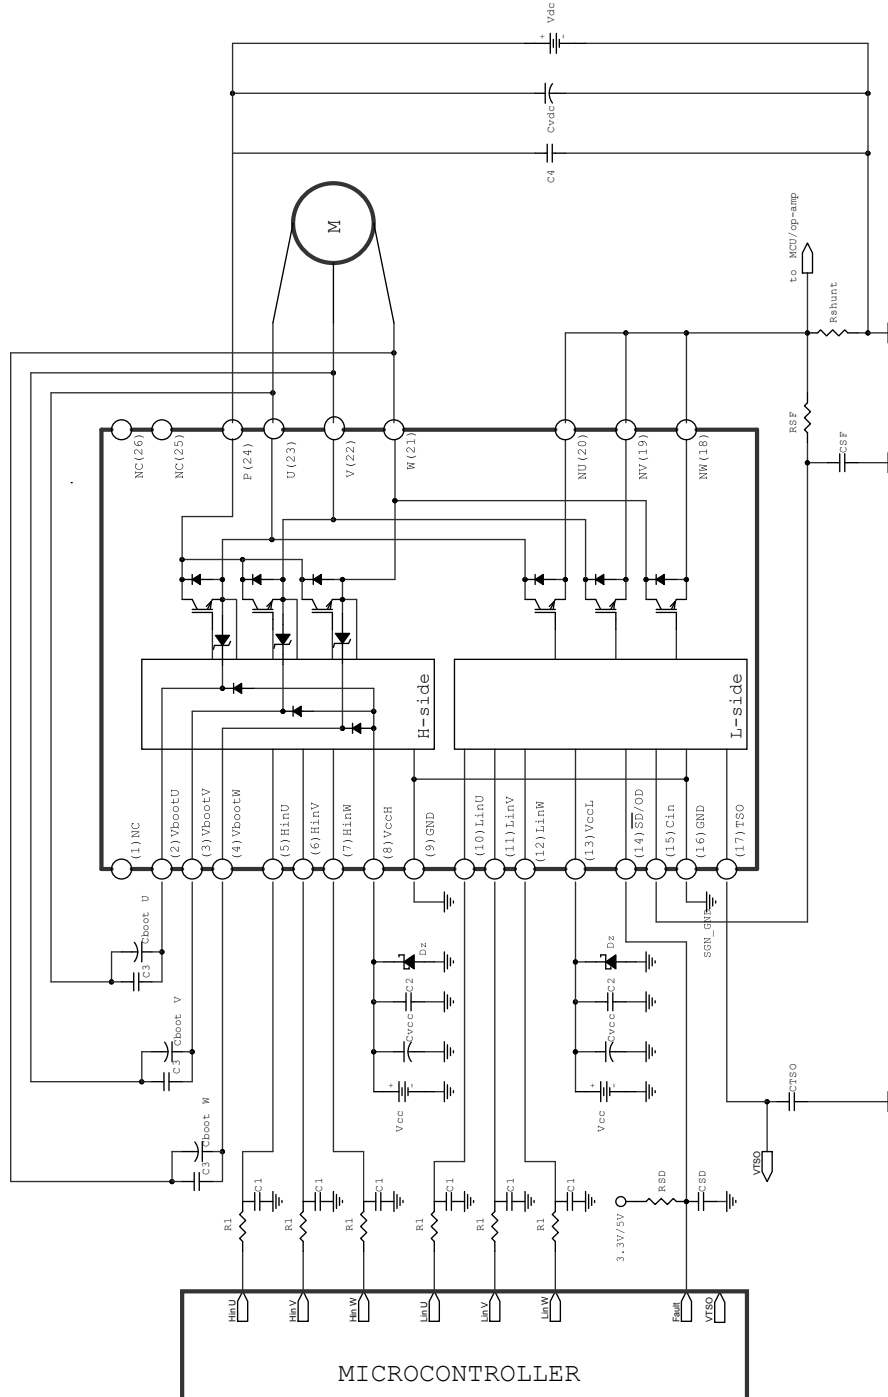 Vdc
+
-
Cvdc
C4
M
to MCU/op-amp
Rshunt
RSF
CSF
NC(26)
NC(25)
P(24)
U(23)
V(22)
W(21)
NU(20)
NV(19)
NW(18)
H-side
L-side
(1)NC
(2)VbootU
(3)VbootV
(4)VbootW
(5)HinU
(6)HinV
(7)HinW
(8)VccH
(9)GND
(10)LinU
(11)LinV
(12)LinW
(13)VccL
(14)SD/OD
(15)Cin
(16)GND
(17)TSO
SGN_GND
Cboot U
C3
Cboot V
C3
Cboot W
C3
Dz
C2
Cvcc
+
-
Vcc
Dz
C2
Cvcc
+
-
Vcc
CTSO
VTSO
R1
C1
R1
C1
R1
C1
R1
C1
R1
C1
R1
C1
3.3V/5V
RSD
CSD
Hin U
Hin V
Hin W
Lin U
Lin V
Lin W
Fault
VTSO
MICROCONTROLLER